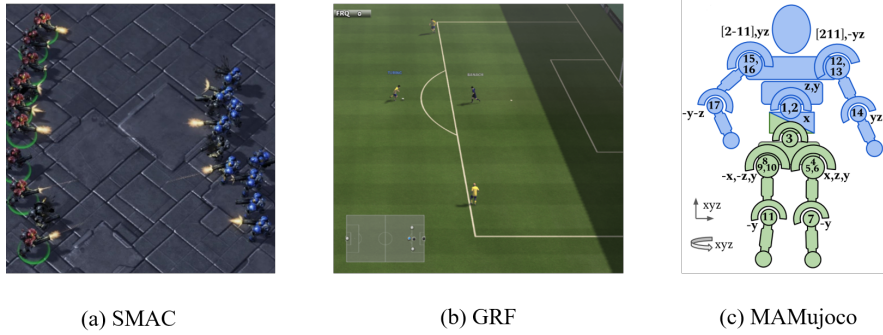 FRQ
[2-11],yz
[211],-yz
15,
16
12,
13
z,y
1,2
17
-y-z
14
yz
x
3
8
9,10
4
5,6
-x,-z,y
x,z,y
11
7
-y
-y
xyz
xyz
(a) SMAC
(b) GRF
(c) MAMujoco